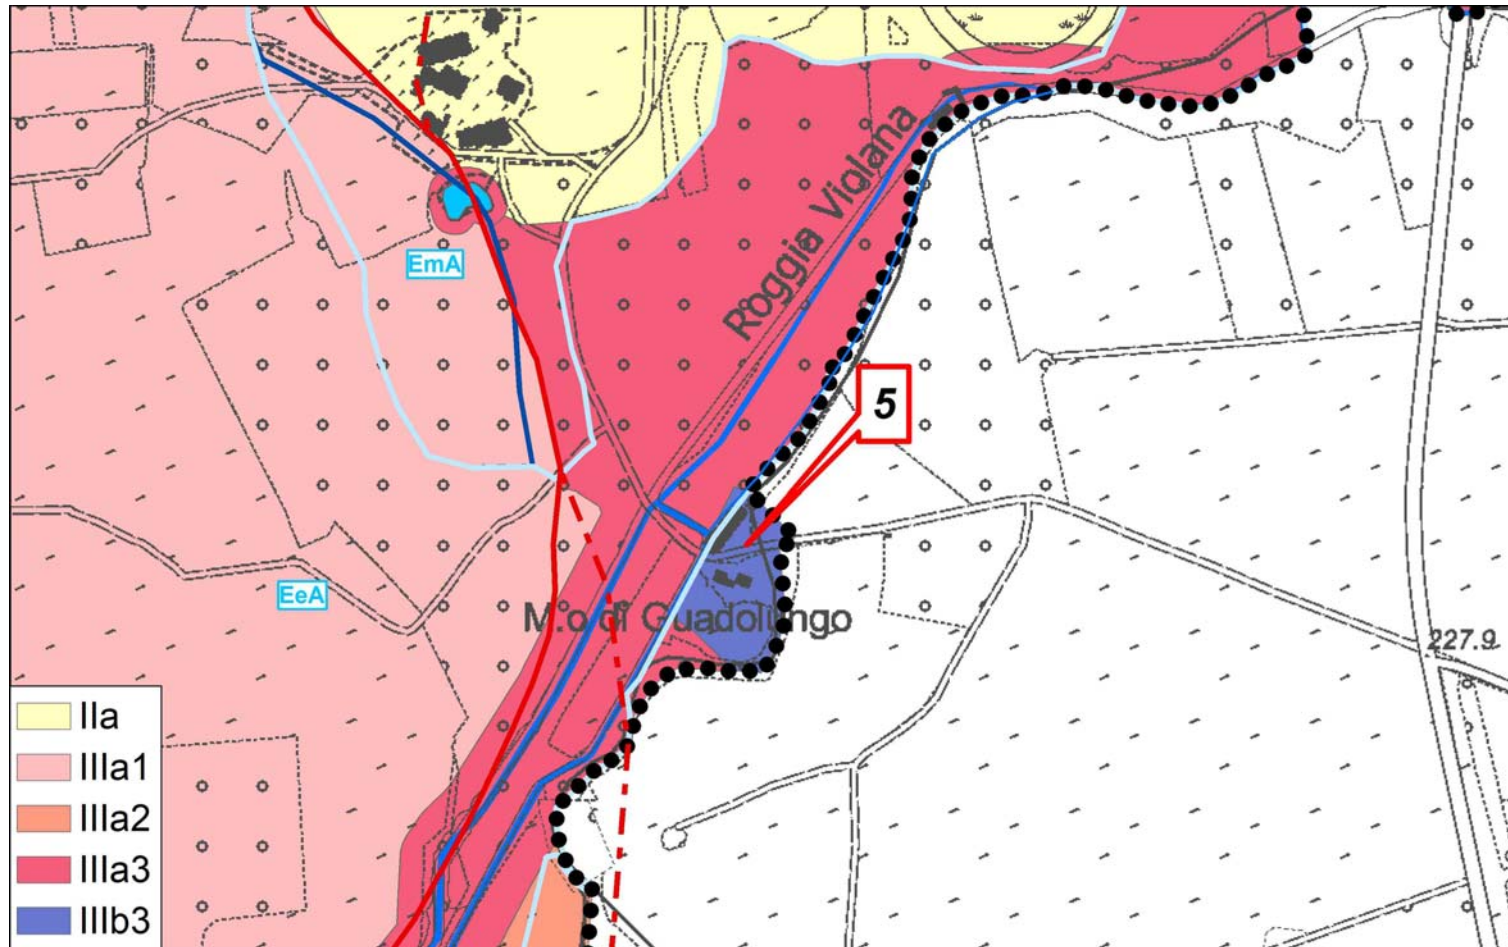 Roggia Violana
EmA
5
EeA
M.o di Guadolungo
227.9
IIa
IIIa1
IIIa2
IIIa3
IIIb3